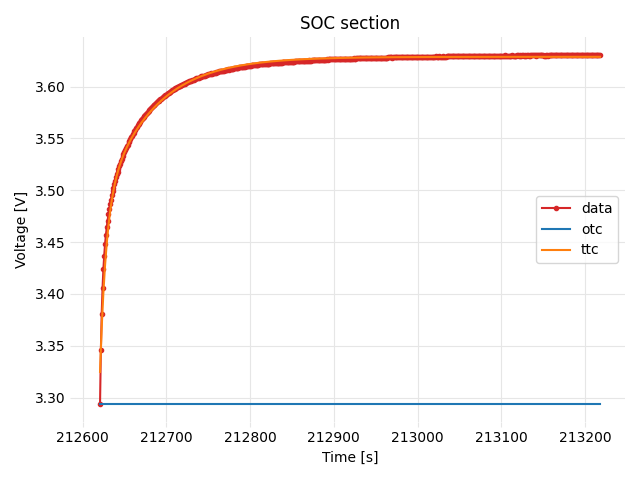 SOC section
Voltage [V]
3.60
3.55
3.50
3.45
3.40
3.35
3.30
data
otc
ttc
212600 212700 212800 212900 213000 213100 213200
Time [s]